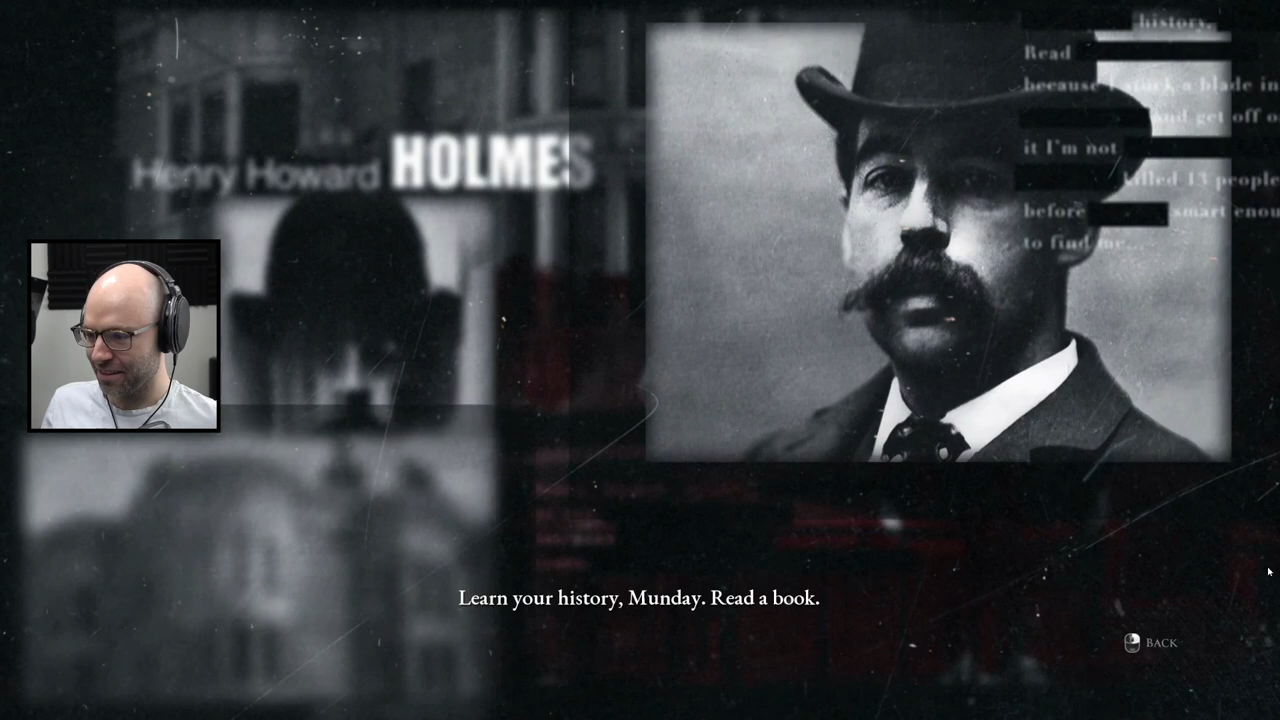 history,
Read
because I stuck a blade in
and get off o
it I'm not
killed 13 people
before smart enou
to find me...
Henry Howard HOLMES
Learn your history, Munday. Read a book.
BACK